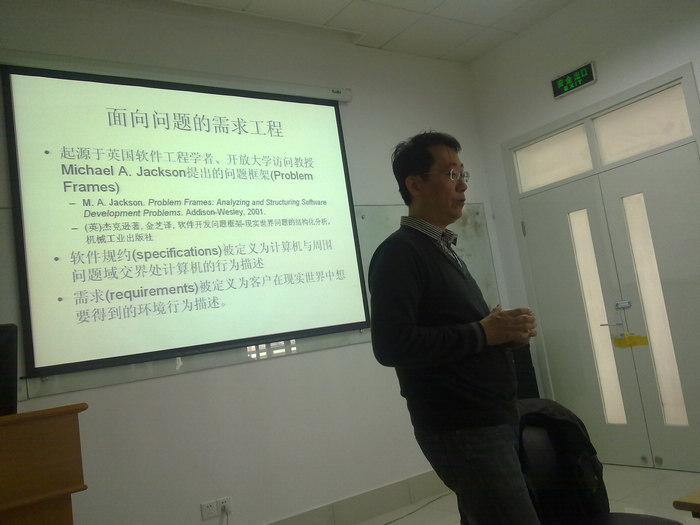 面向问题的需求工程
• 起源于英国软件工程学者、开放大学访问教授
Michael A. Jackson提出的问题框架(Problem
Frames)
– M. A. Jackson. Problem Frames: Analyzing and Structuring Software
Development Problems. Addison-Wesley, 2001.
– (英)杰克逊著, 金芝译, 软件开发问题框架-现实世界问题的结构化分析,
机械工业出版社
• 软件规约(specifications)被定义为计算机与周围
问题域交界处计算机的行为描述
• 需求(requirements)被定义为客户在现实世界中想
要得到的环境行为描述。
安全出口
EXIT